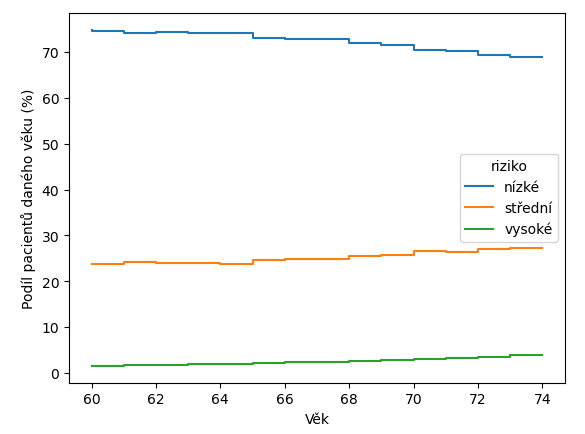 70
60
50
40
30
20
10
0
Podíl pacientů daného věku (%)
riziko
nízké
střední
vysoké
60 62 64 66 68 70 72 74
Věk